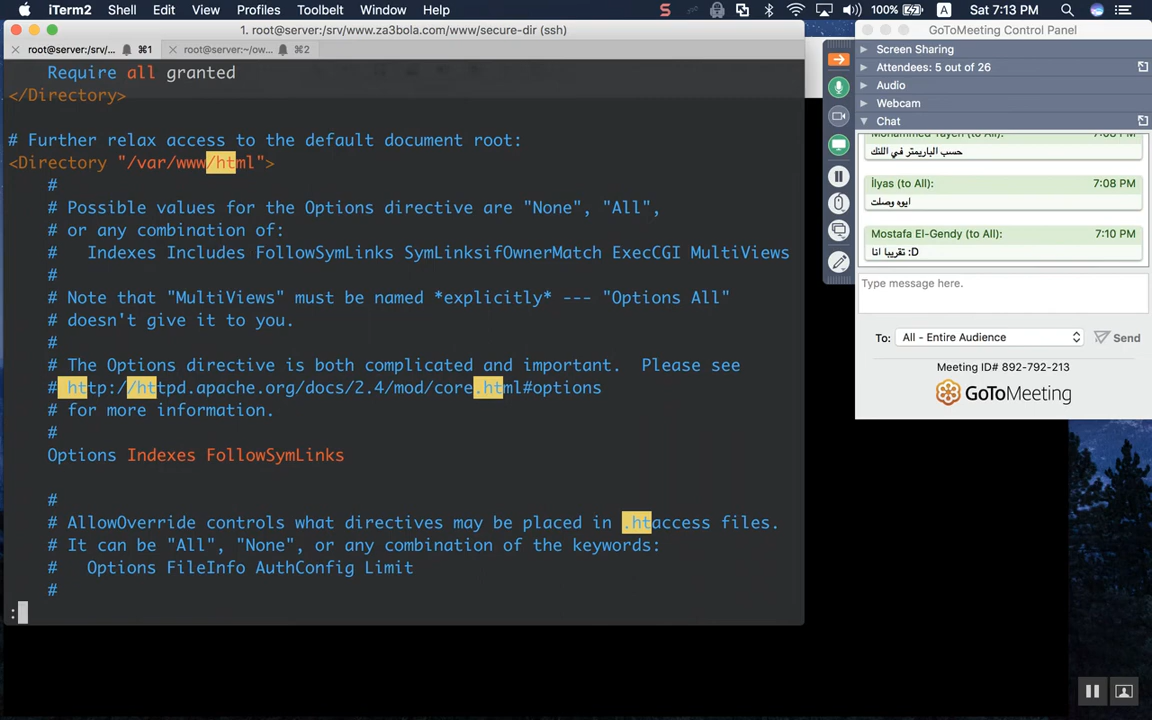 iTerm2 Shell Edit View Profiles Toolbelt Window Help 100% A Sat 7:13 PM
1. root@server:/srv/www.za3bola.com/www/secure-dir (ssh)
root@server:/srv/... ⌘1 root@server:~/ow... ⌘2
Require all granted
</Directory>
# Further relax access to the default document root:
<Directory "/var/www/html">
#
# Possible values for the Options directive are "None", "All",
# or any combination of:
#   Indexes Includes FollowSymLinks SymLinksifOwnerMatch ExecCGI MultiViews
#
# Note that "MultiViews" must be named *explicitly* --- "Options All"
# doesn't give it to you.
#
# The Options directive is both complicated and important.  Please see
# http://httpd.apache.org/docs/2.4/mod/core.html#options
# for more information.
#
Options Indexes FollowSymLinks
#
# AllowOverride controls what directives may be placed in .htaccess files.
# It can be "All", "None", or any combination of the keywords:
#   Options FileInfo AuthConfig Limit
#
:
GoToMeeting Control Panel
Screen Sharing
Attendees: 5 out of 26
Audio
Webcam
Chat
Mohammed Tayeh (to All):
حسب الباريمتر في اللنك
İlyas (to All): 7:08 PM
ايوه وصلت
Mostafa El-Gendy (to All): 7:10 PM
تقريبا انا :D
Type message here.
To: All - Entire Audience Send
Meeting ID# 892-792-213
GoToMeeting